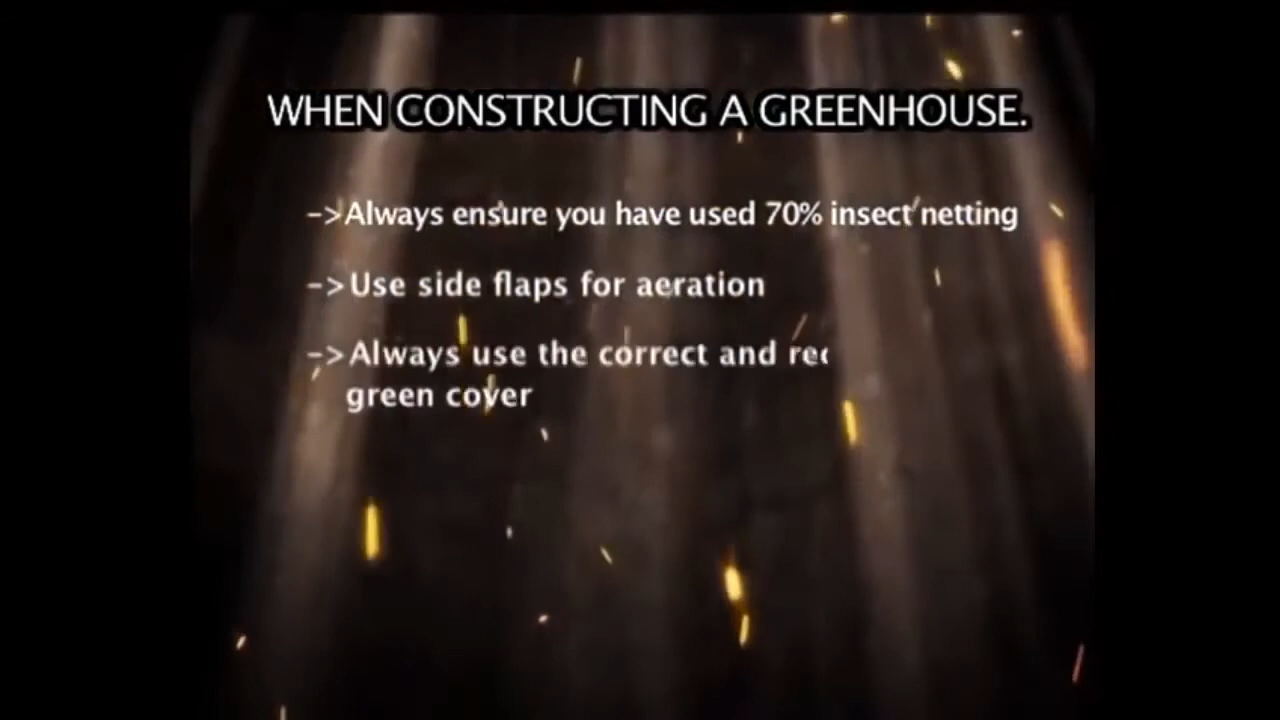 WHEN CONSTRUCTING A GREENHOUSE.
->Always ensure you have used 70% insect netting
->Use side flaps for aeration
->Always use the correct and
green cover